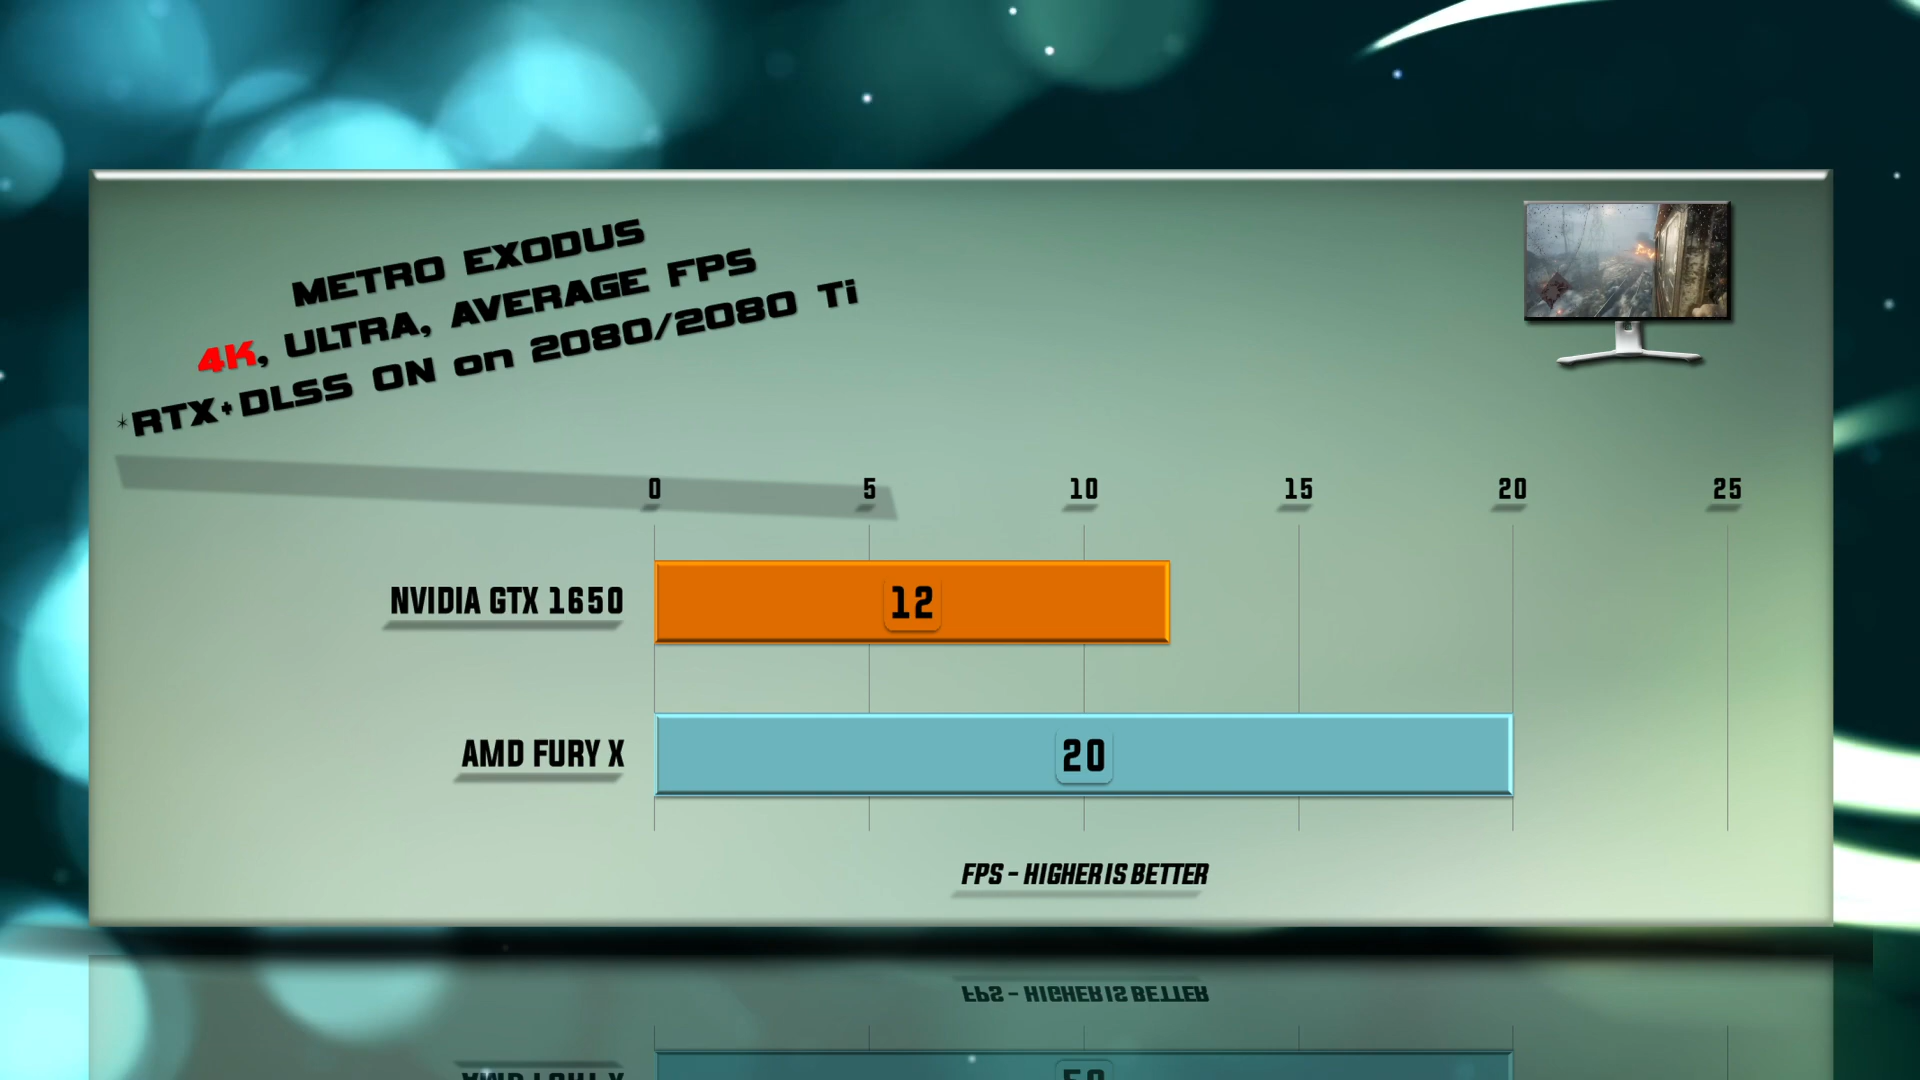 METRO EXODUS
4K, ULTRA, AVERAGE FPS
*RTX+DLSS ON on 2080/2080 Ti
0 5 10 15 20 25
NVIDIA GTX 1650 12
AMD FURY X 20
FPS - HIGHER IS BETTER